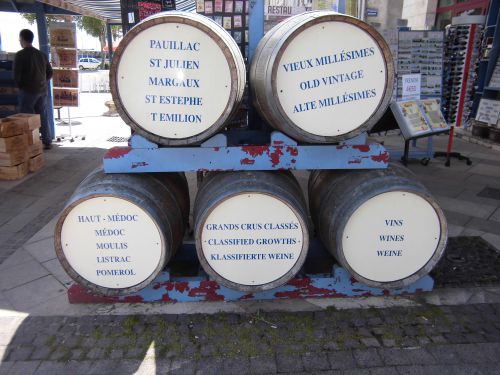 PAUILLAC
ST JULIEN
MARGAUX
ST ESTEPHE
ST EMILION
VIEUX MILLÉSIMES
OLD VINTAGE
ALTE MILLÉSIMES
HAUT - MÉDOC
MÉDOC
MOULIS
LISTRAC
POMEROL
GRANDS CRUS CLASSÉS
- CLASSIFIED GROWTHS -
KLASSIFIERTE WEINE
VINS
WINES
WEINE